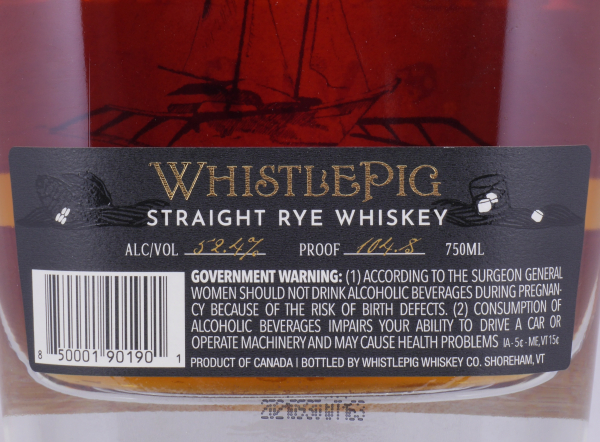 WHISTLEPIG
STRAIGHT RYE WHISKEY
ALC/VOL 52.4% PROOF 104.8 750ML
GOVERNMENT WARNING: (1) ACCORDING TO THE SURGEON GENERAL
WOMEN SHOULD NOT DRINK ALCOHOLIC BEVERAGES DURING PREGNAN-
CY BECAUSE OF THE RISK OF BIRTH DEFECTS. (2) CONSUMPTION OF
ALCOHOLIC BEVERAGES IMPAIRS YOUR ABILITY TO DRIVE A CAR OR
OPERATE MACHINERY AND MAY CAUSE HEALTH PROBLEMS IA - 5¢ - ME, VT 15¢
8 50001 90190 1
PRODUCT OF CANADA | BOTTLED BY WHISTLEPIG WHISKEY CO. SHOREHAM, VT